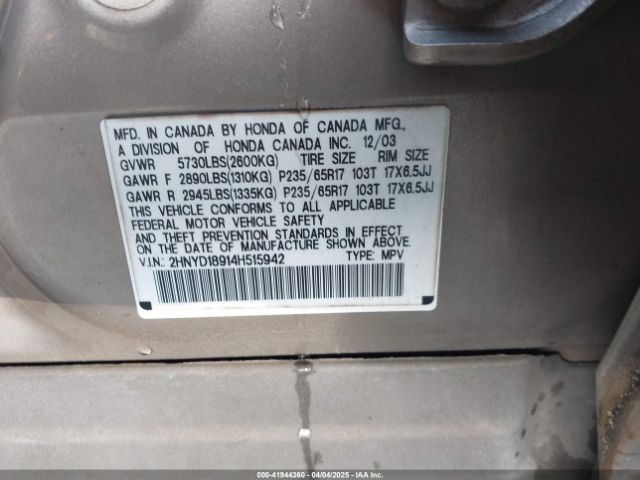 MFD. IN CANADA BY HONDA OF CANADA MFG.,
A DIVISION OF HONDA CANADA INC. 12/03
GVWR 5730LBS(2600KG) TIRE SIZE RIM SIZE
GAWR F 2890LBS(1310KG) P235/65R17 103T 17X6.5JJ
GAWR R 2945LBS(1335KG) P235/65R17 103T 17X6.5JJ
THIS VEHICLE CONFORMS TO ALL APPLICABLE
FEDERAL MOTOR VEHICLE SAFETY
AND THEFT PREVENTION STANDARDS IN EFFECT
ON THE DATE OF MANUFACTURE SHOWN ABOVE.
V.I.N.: 2HNYD18914H515942 TYPE: MPV
000-41944360 - 04/04/2025 - IAAI.com